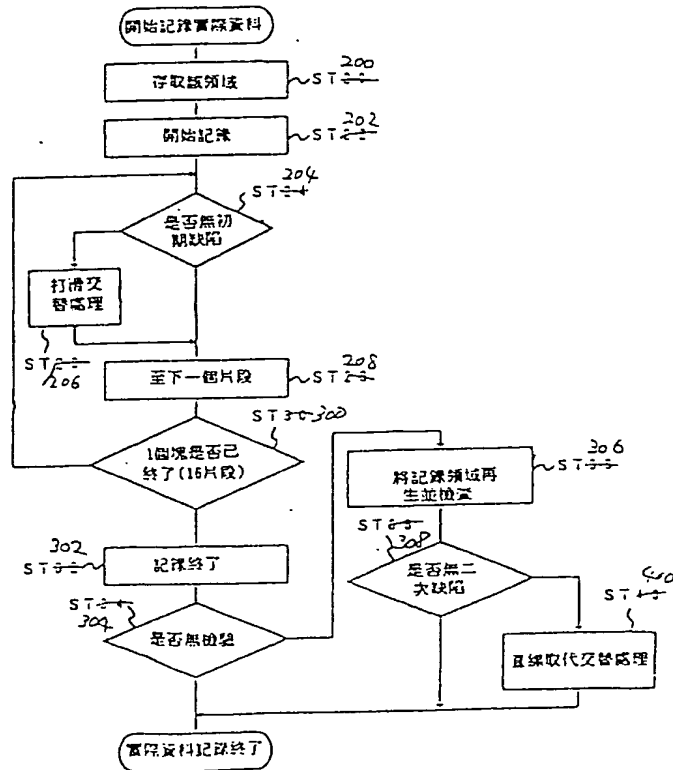 開始記錄實際資料
200
存取該領域
ST
202
開始記錄
ST
204
ST
是否無初
期缺陷
打滑交
替處理
ST
206
208
至下一個片段
ST
ST 300
1個塊是否已
終了(16片段)
306
將記錄領域再
生並檢查
ST
302
記錄終了
ST
ST
308
是否無二
次缺陷
ST
304
是否無檢驗
ST
直線取代交替處理
實際資料記錄終了